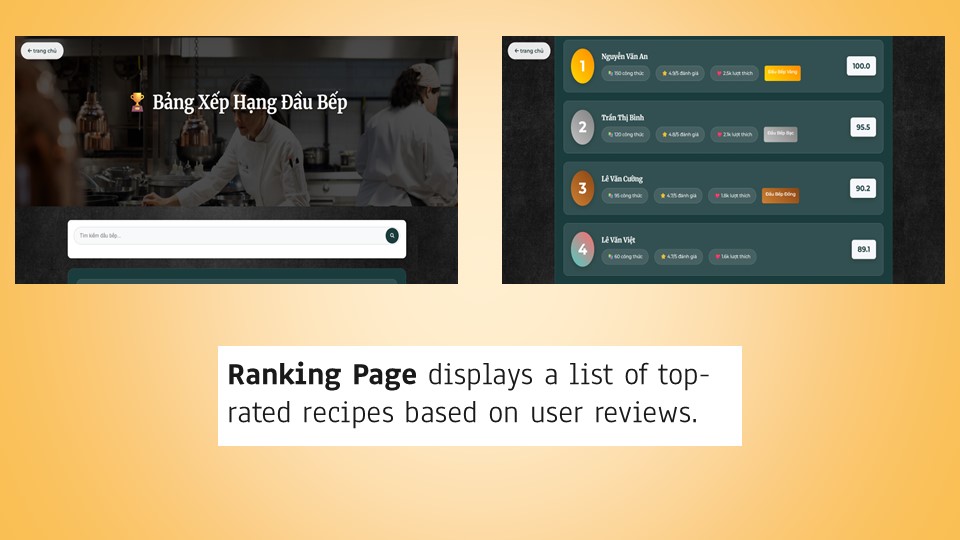 ← trang chủ
🏆 Bảng Xếp Hạng Đầu Bếp
Tìm kiếm đầu bếp...
← trang chủ
1
Nguyễn Văn An
150 công thức
4.9/5 đánh giá
2.5k lượt thích
Đầu Bếp Vàng
100.0
2
Trần Thị Bình
120 công thức
4.8/5 đánh giá
2.1k lượt thích
Đầu Bếp Bạc
95.5
3
Lê Văn Cường
95 công thức
4.7/5 đánh giá
1.8k lượt thích
Đầu Bếp Đồng
90.2
4
Lê Văn Việt
60 công thức
4.7/5 đánh giá
1.6k lượt thích
89.1
Ranking Page displays a list of top-
rated recipes based on user reviews.